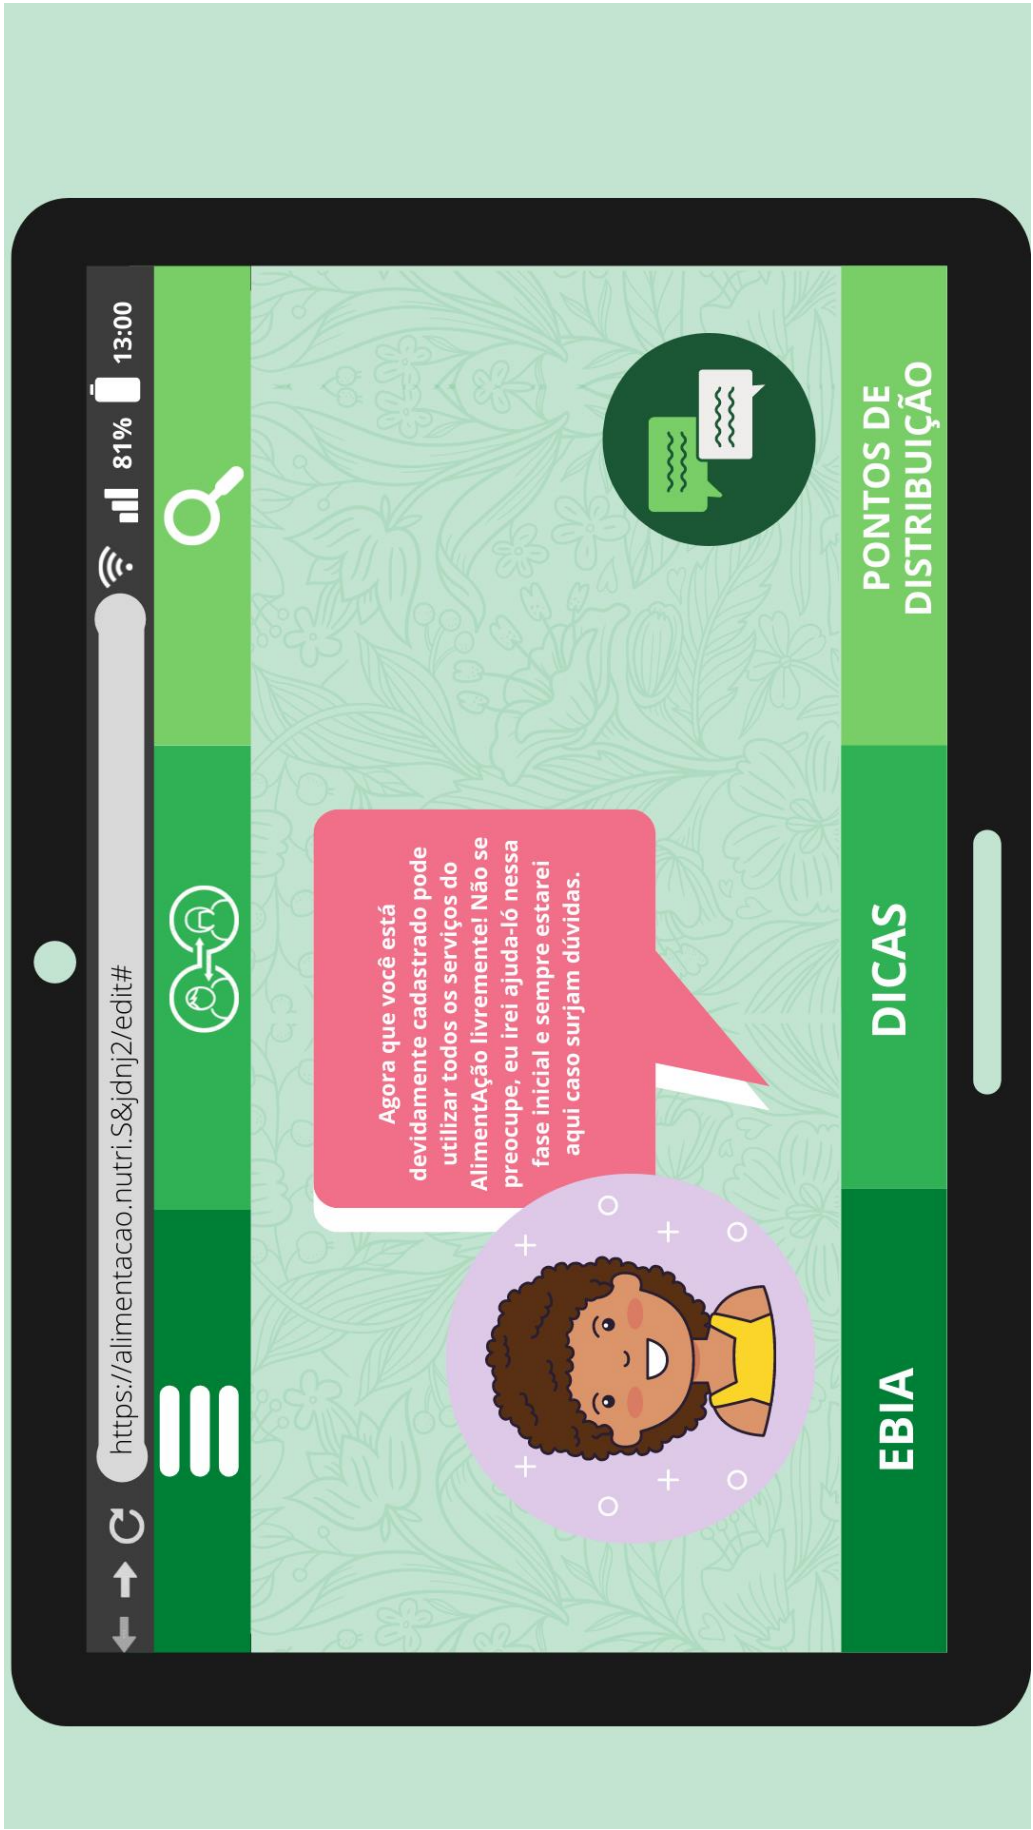 https://alimentacao.nutri.S&jdnj2/edit#
81%
13:00
Agora que você está
devidamente cadastrado pode
utilizar todos os serviços do
AlimentAção livremente! Não se
preocupe, eu irei ajuda-ló nessa
fase inicial e sempre estarei
aqui caso surjam dúvidas.
EBIA
DICAS
PONTOS DE
DISTRIBUIÇÃO